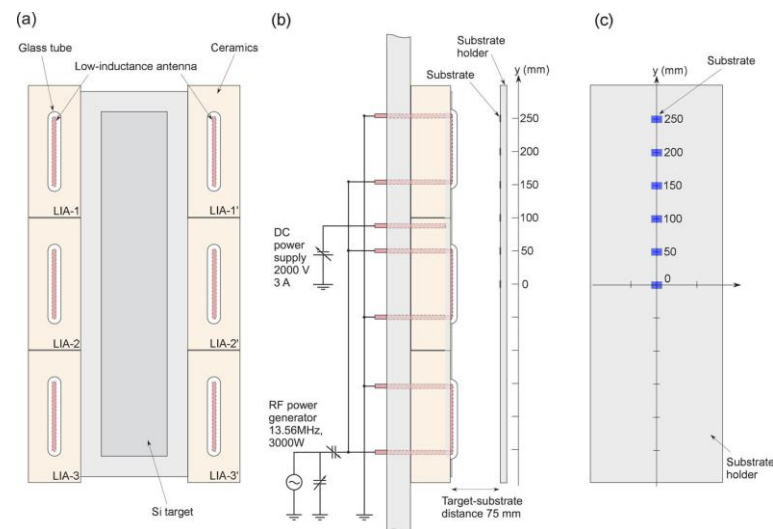 (a)
Glass tube
Ceramics
Low-inductance antenna
LIA-1
LIA-1'
LIA-2
LIA-2'
LIA-3
LIA-3'
Si target
(b)
Substrate
holder
Substrate
y (mm)
250
200
150
100
50
0
DC
power
supply
2000 V
3 A
RF power
generator
13.56MHz,
3000W
Target-substrate
distance 75 mm
(c)
Substrate
y (mm)
250
200
150
100
50
0
Substrate
holder